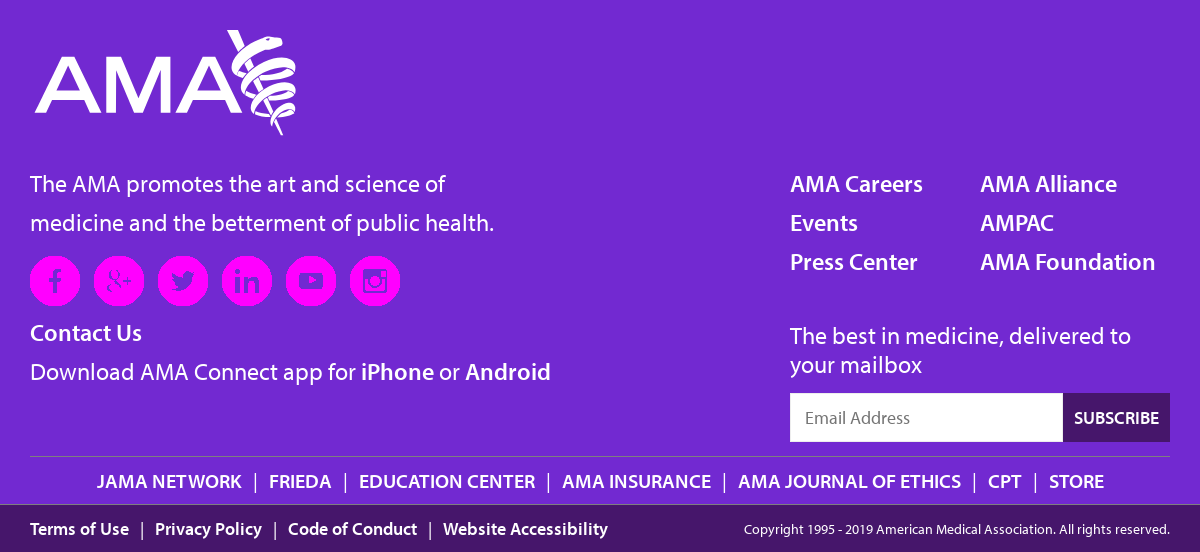 AMA
The AMA promotes the art and science of
medicine and the betterment of public health.
Contact Us
Download AMA Connect app for iPhone or Android
AMA Careers
Events
Press Center
AMA Alliance
AMPAC
AMA Foundation
The best in medicine, delivered to
your mailbox
Email Address
SUBSCRIBE
JAMA NETWORK | FRIEDA | EDUCATION CENTER | AMA INSURANCE | AMA JOURNAL OF ETHICS | CPT | STORE
Terms of Use | Privacy Policy | Code of Conduct | Website Accessibility
Copyright 1995 - 2019 American Medical Association. All rights reserved.